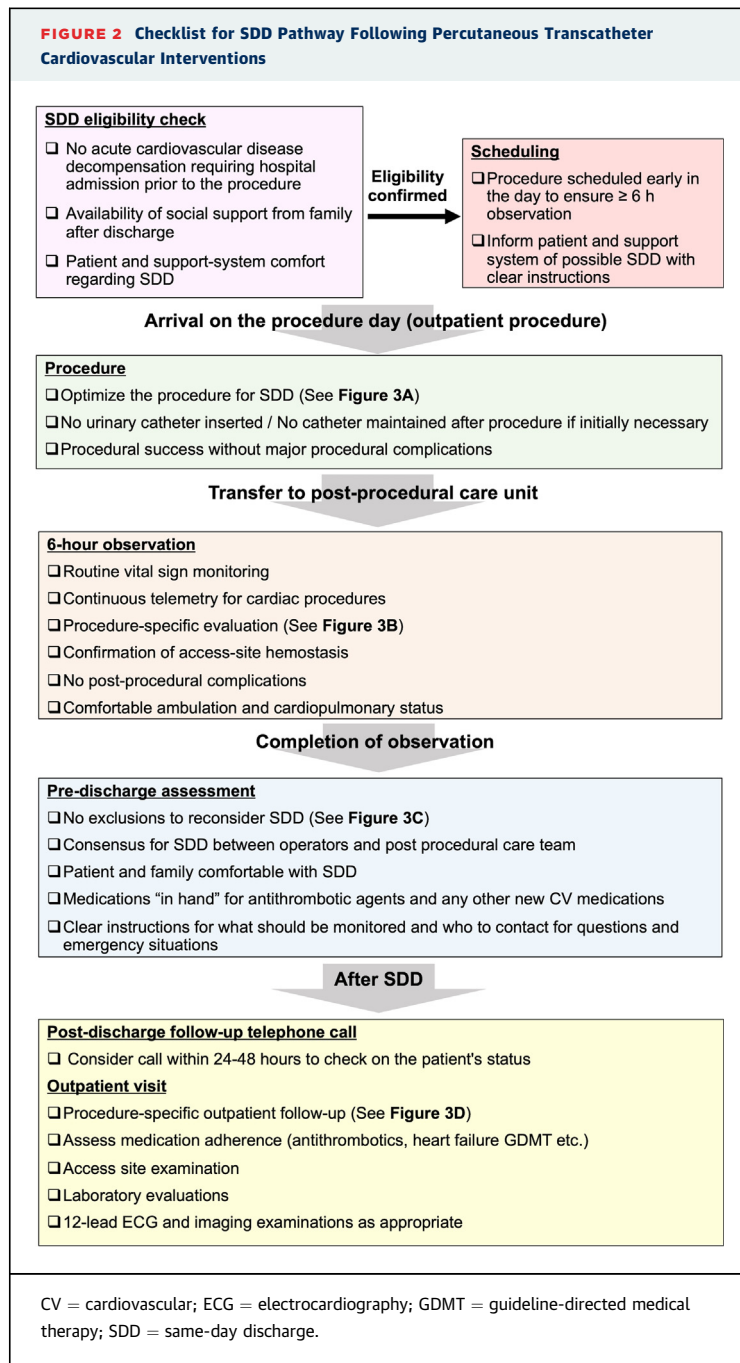 FIGURE 2 Checklist for SDD Pathway Following Percutaneous Transcatheter
Cardiovascular Interventions
SDD eligibility check
❑ No acute cardiovascular disease
decompensation requiring hospital
admission prior to the procedure
❑ Availability of social support from family
after discharge
❑ Patient and support-system comfort
regarding SDD
Eligibility
confirmed
Scheduling
❑Procedure scheduled early in
the day to ensure ≥ 6 h
observation
❑Inform patient and support
system of possible SDD with
clear instructions
Arrival on the procedure day (outpatient procedure)
Procedure
❑Optimize the procedure for SDD (See Figure 3A)
❑No urinary catheter inserted / No catheter maintained after procedure if initially necessary
❑Procedural success without major procedural complications
Transfer to post-procedural care unit
6-hour observation
❑Routine vital sign monitoring
❑Continuous telemetry for cardiac procedures
❑Procedure-specific evaluation (See Figure 3B)
❑Confirmation of access-site hemostasis
❑No post-procedural complications
❑Comfortable ambulation and cardiopulmonary status
Completion of observation
Pre-discharge assessment
❑No exclusions to reconsider SDD (See Figure 3C)
❑Consensus for SDD between operators and post procedural care team
❑Patient and family comfortable with SDD
❑Medications “in hand” for antithrombotic agents and any other new CV medications
❑Clear instructions for what should be monitored and who to contact for questions and
emergency situations
After SDD
Post-discharge follow-up telephone call
❑ Consider call within 24-48 hours to check on the patient's status
Outpatient visit
❑Procedure-specific outpatient follow-up (See Figure 3D)
❑Assess medication adherence (antithrombotics, heart failure GDMT etc.)
❑Access site examination
❑Laboratory evaluations
❑12-lead ECG and imaging examinations as appropriate
CV = cardiovascular; ECG = electrocardiography; GDMT = guideline-directed medical
therapy; SDD = same-day discharge.